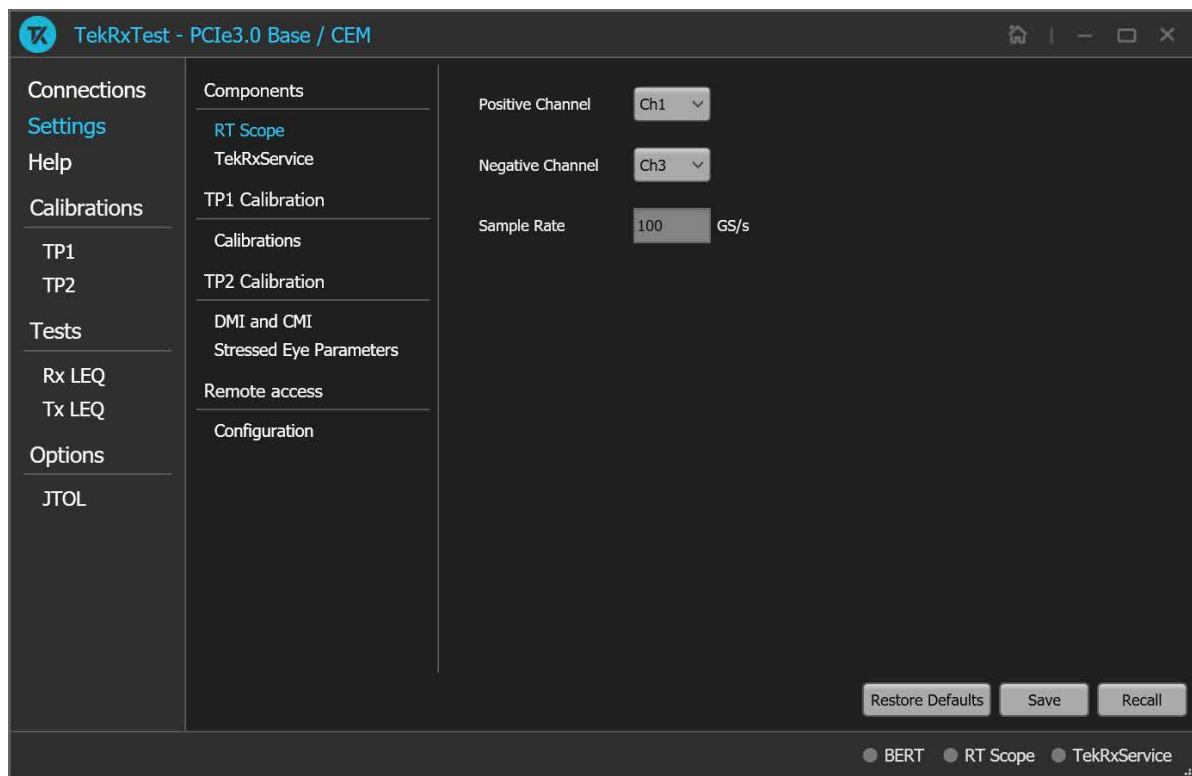 TekRxTest - PCIe3.0 Base / CEM
Connections
Settings
Help
Calibrations
TP1
TP2
Tests
Rx LEQ
Tx LEQ
Options
JTOL
Components
RT Scope
TekRxService
TP1 Calibration
Calibrations
TP2 Calibration
DMI and CMI
Stressed Eye Parameters
Remote access
Configuration
Positive Channel Ch1
Negative Channel Ch3
Sample Rate 100 GS/s
Restore Defaults Save Recall
BERT RT Scope TekRxService